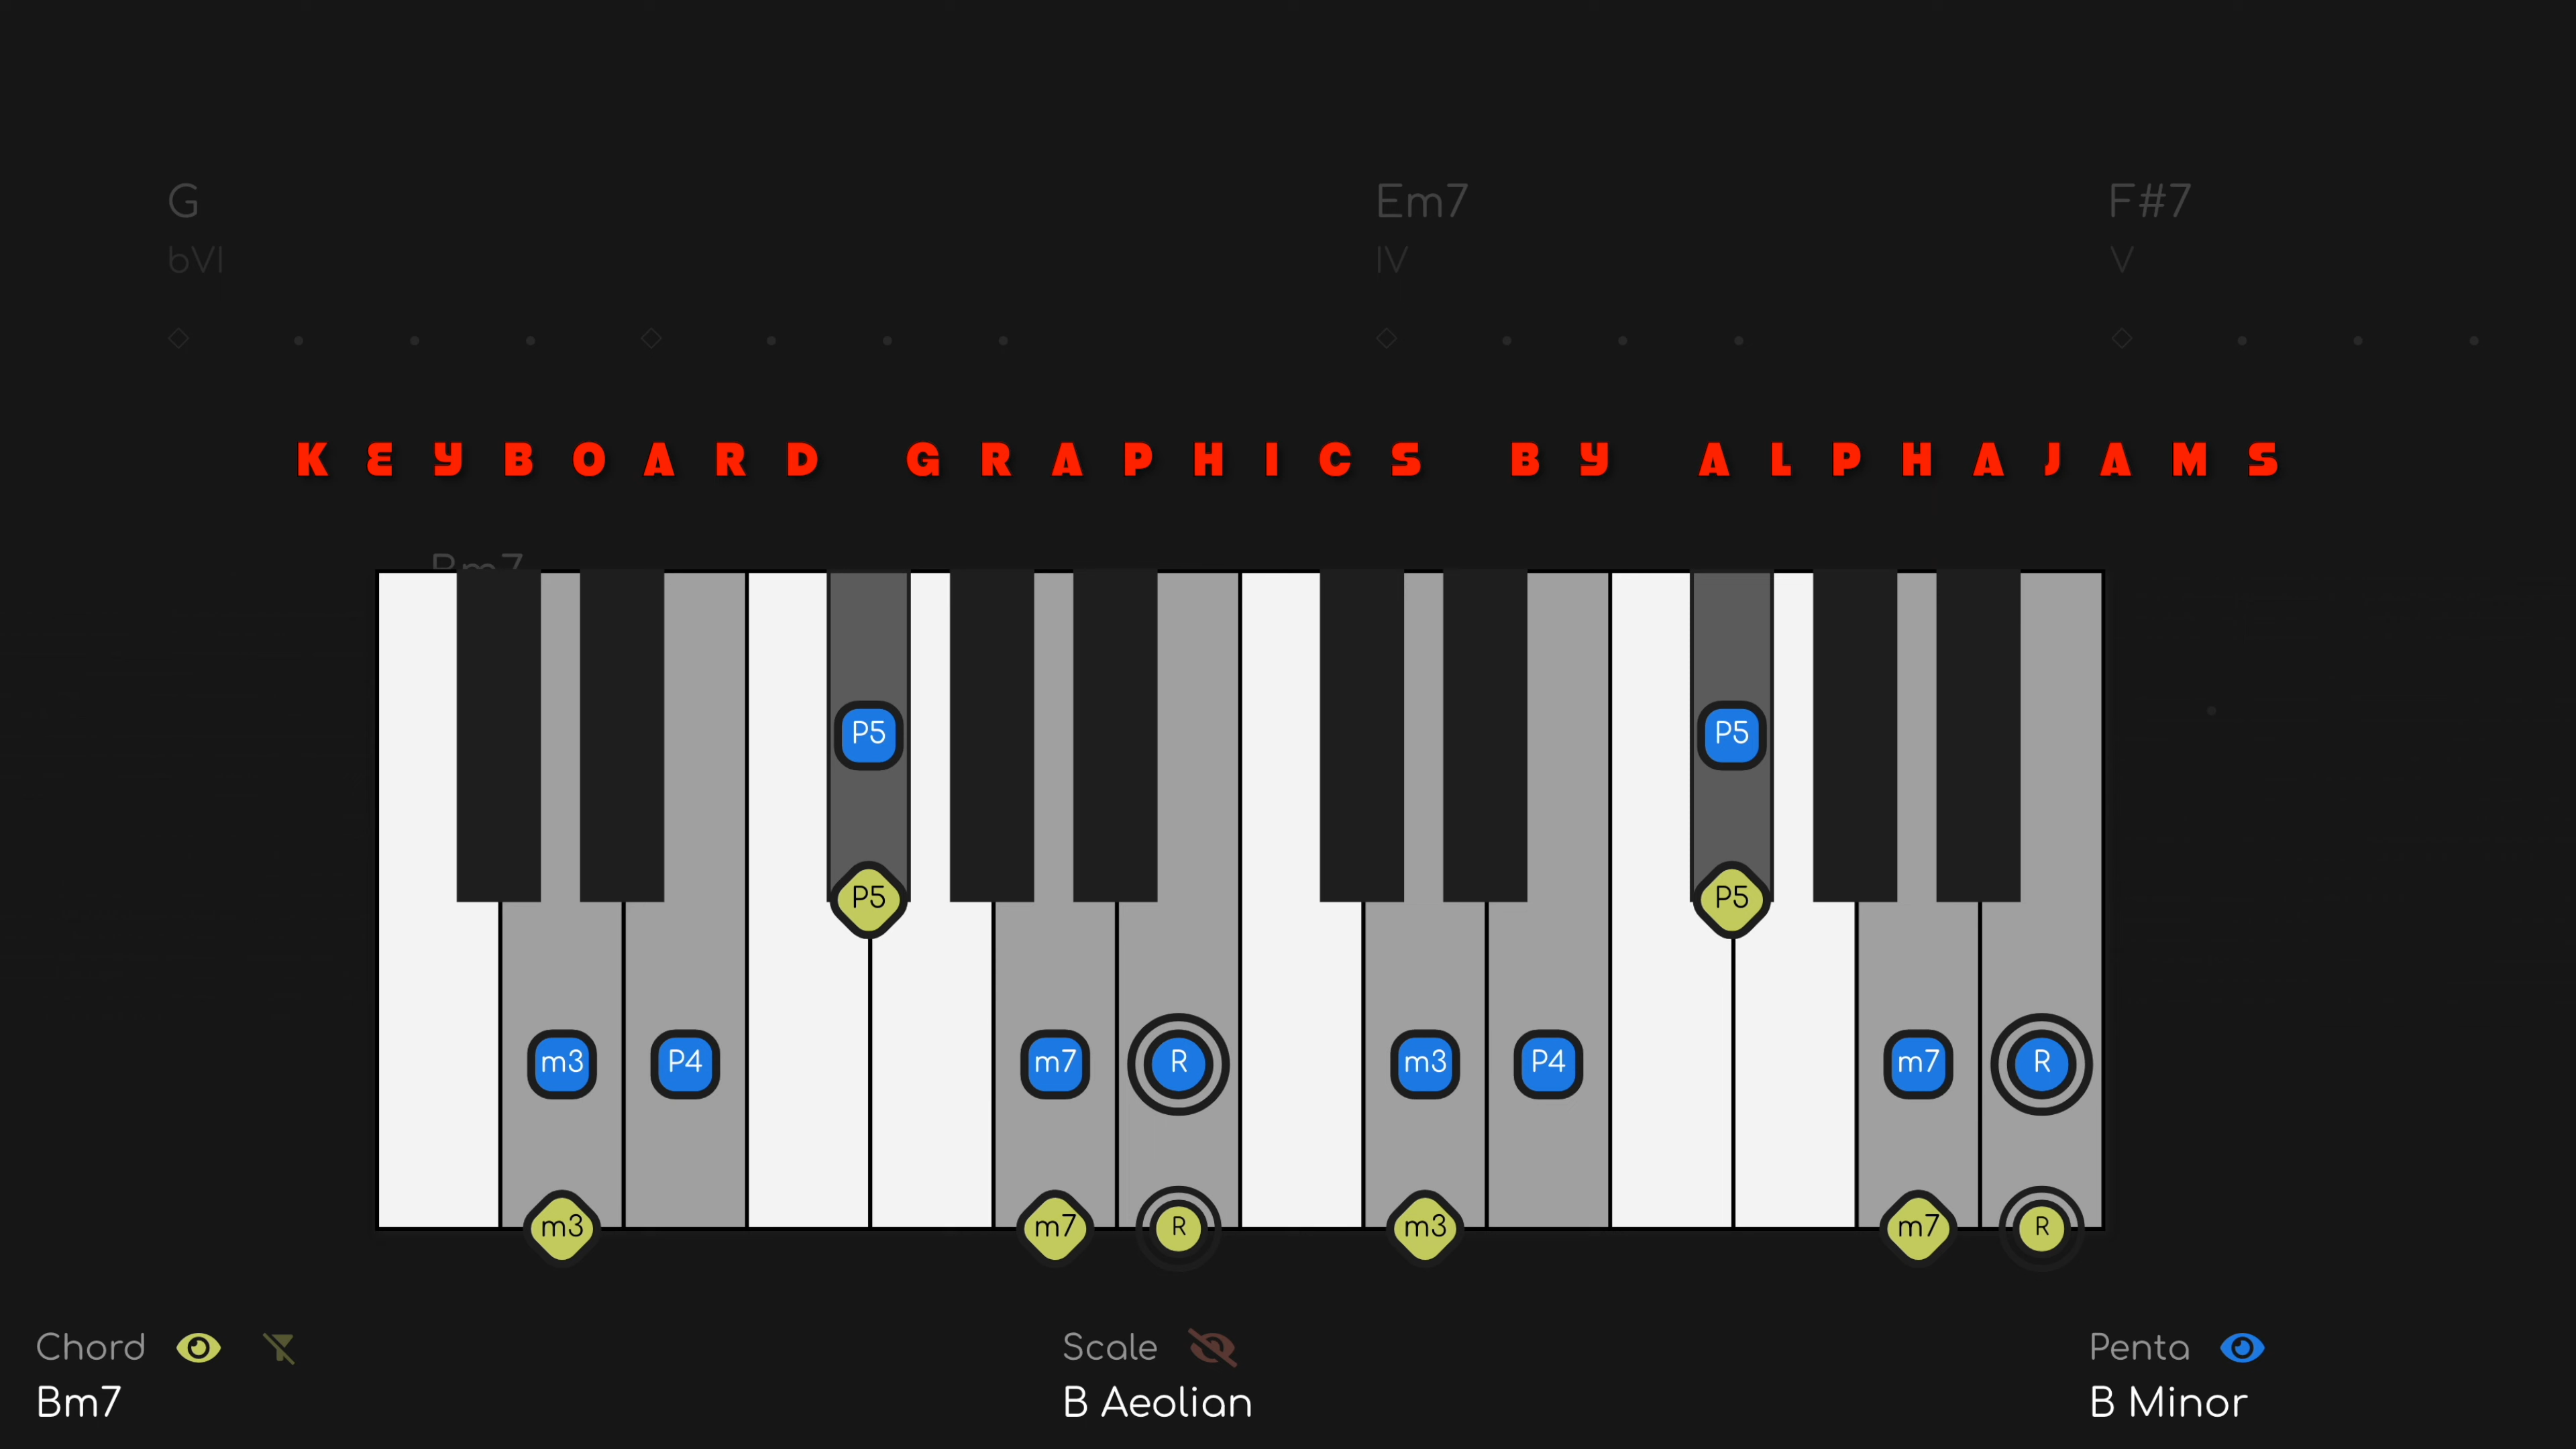 G Em7 F#7
bVI IV V
KEYBOARD GRAPHICS BY ALPHAJAMS
Bm7
P5 P5
P5 P5
m3 P4 m7 R m3 P4 m7 R
m3 m7 R m3 m7 R
Chord Scale Penta
Bm7 B Aeolian B Minor